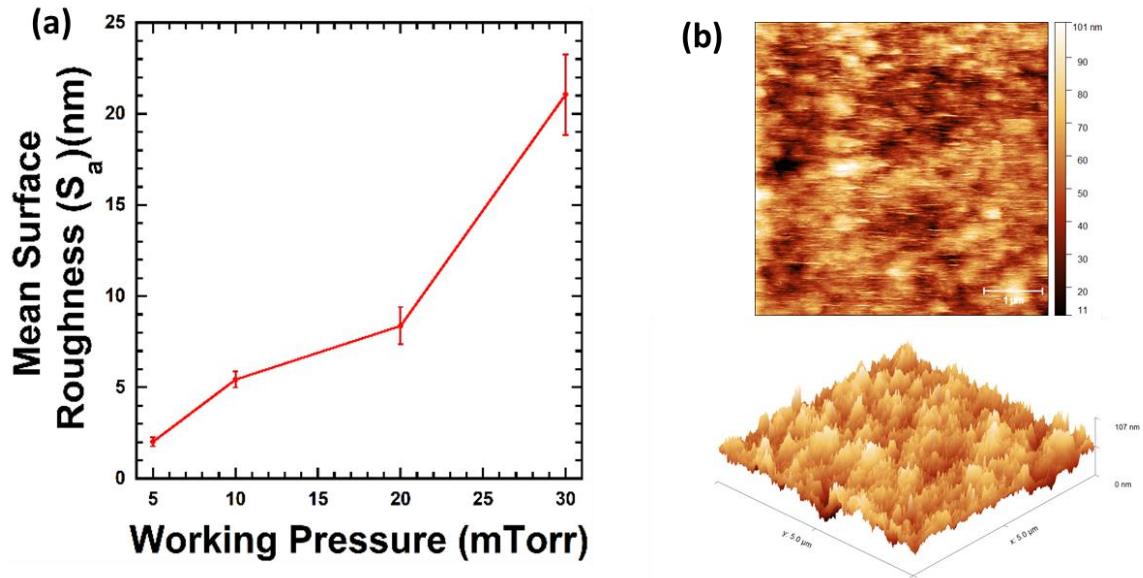 (a)
25
20
15
10
5
0
Mean Surface
Roughness (Sₐ)(nm)
5
10
15
20
25
30
Working Pressure (mTorr)
(b)
101 nm
90
80
70
60
50
40
30
20
11
1 µm
107 nm
0 nm
y: 5.0 µm
x: 5.0 µm